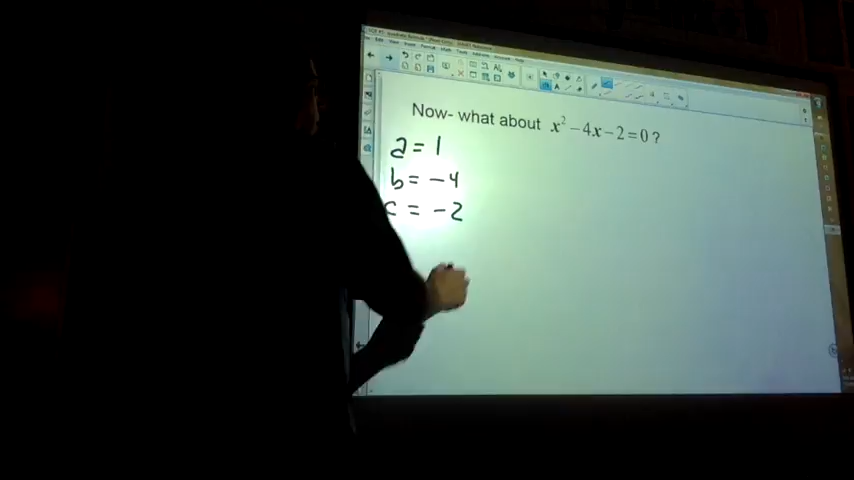 Now- what about x² − 4x − 2 = 0 ?
a = 1
b = −4
c = −2